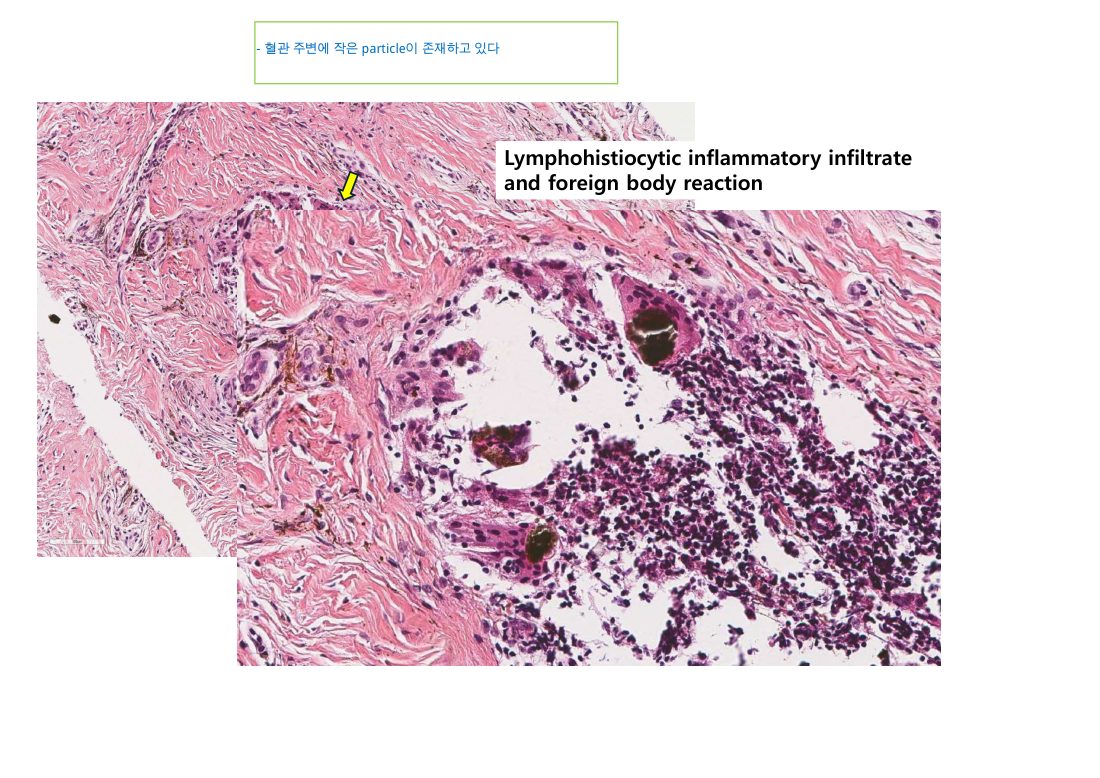 - 혈관 주변에 작은 particle이 존재하고 있다
Lymphohistiocytic inflammatory infiltrate
and foreign body reaction